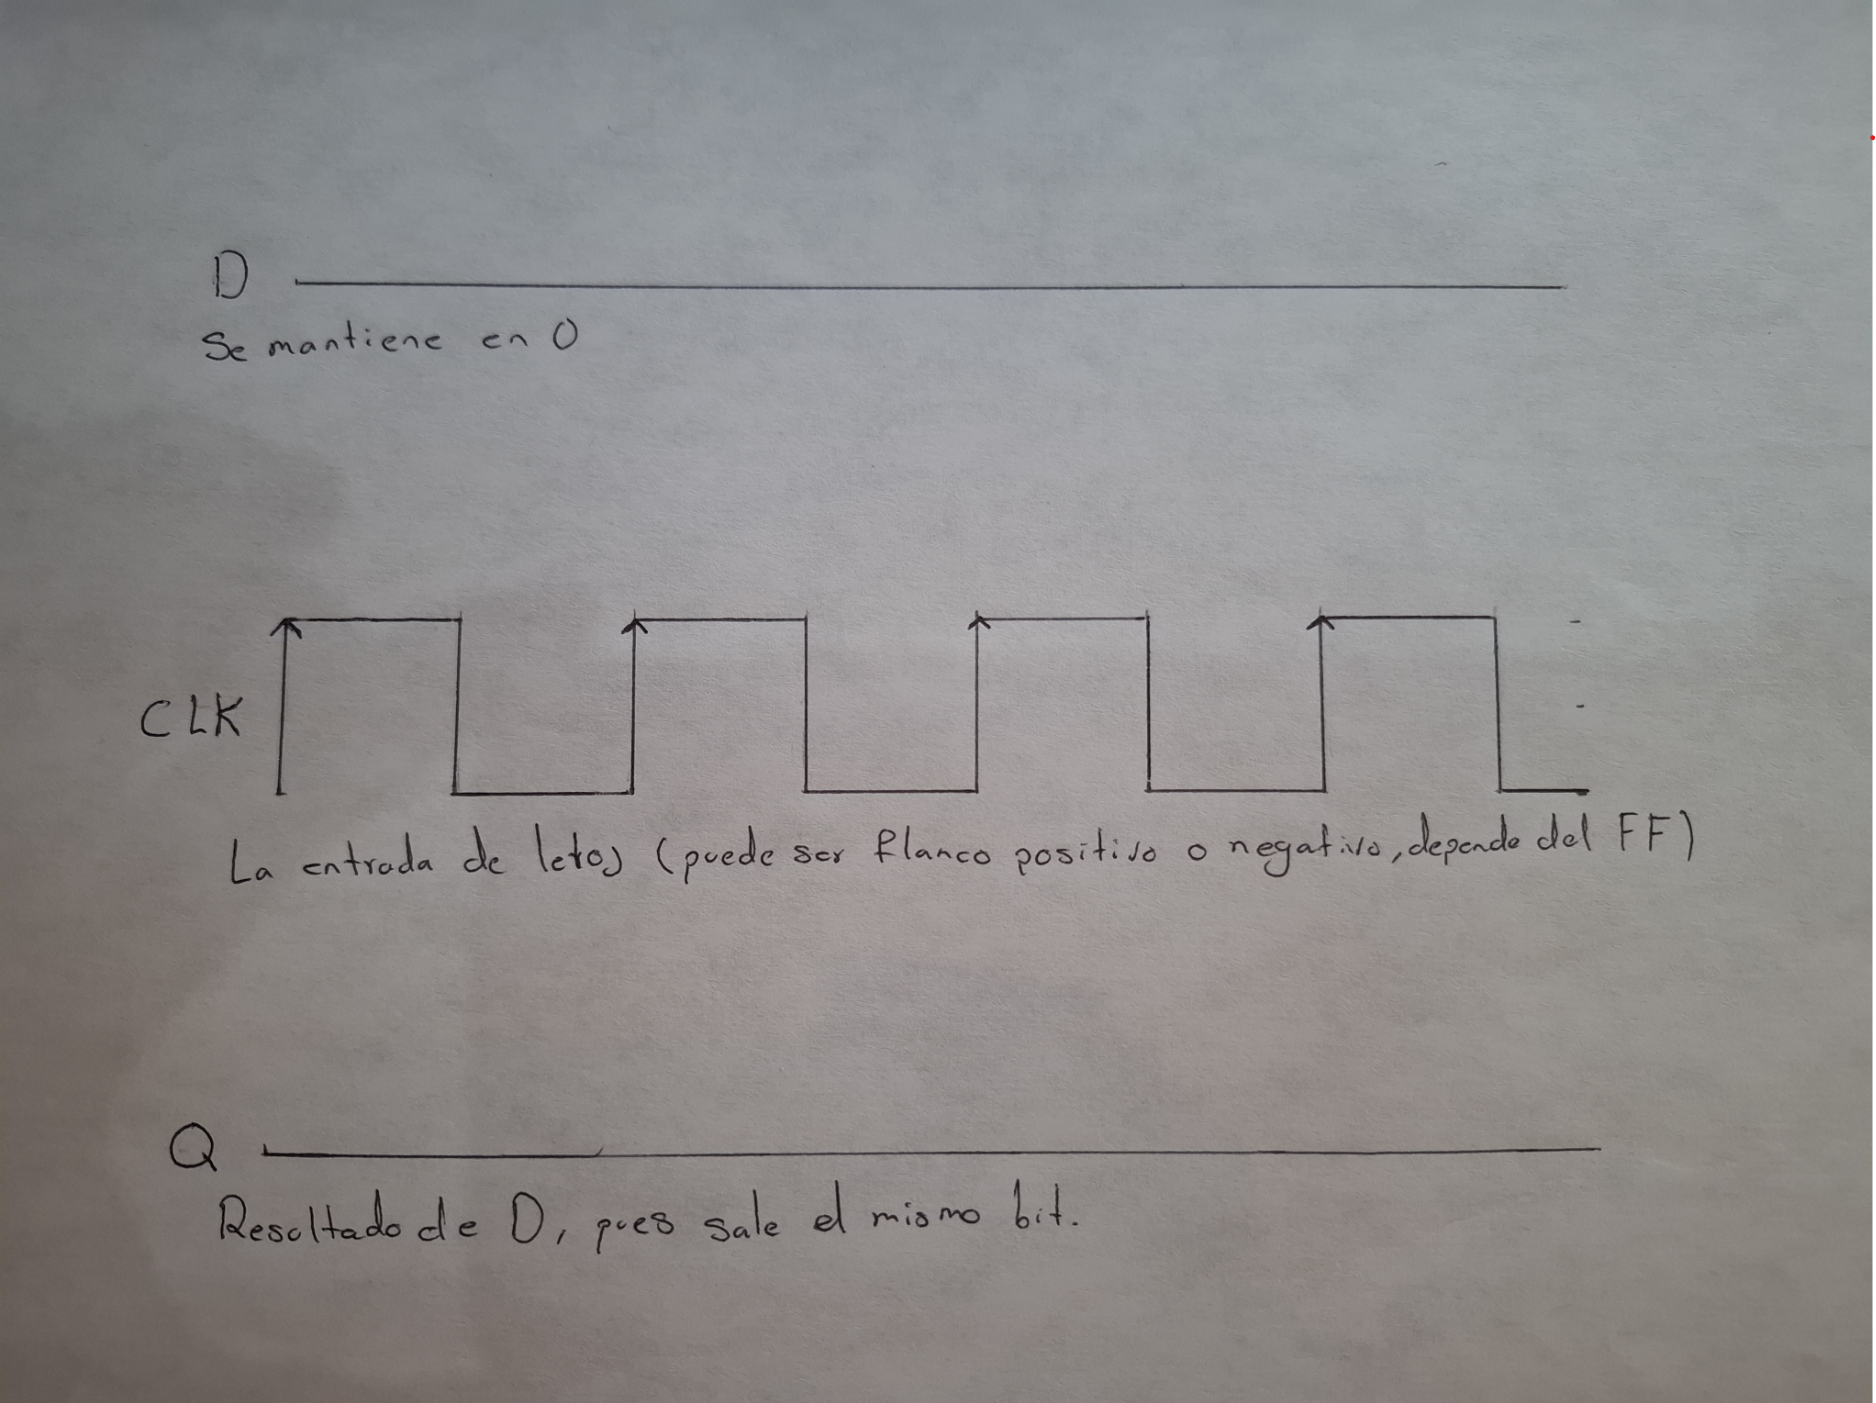 D
Se mantiene en 0
CLK
La entrada de (puede ser flanco positivo o negativo, depende del FF)
Q
Resultado de D, pues sale el mismo bit.